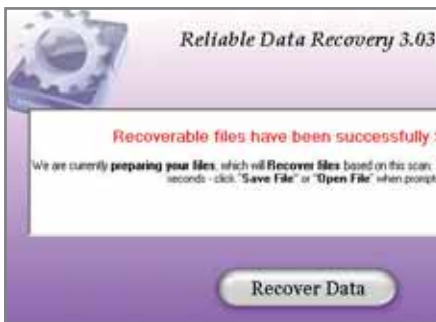 Reliable Data Recovery 3.03
Recoverable files have been successfully
We are currently preparing your files, which will Recover files based on this scan.
seconds - click "Save File" or "Open File" when prompt
Recover Data